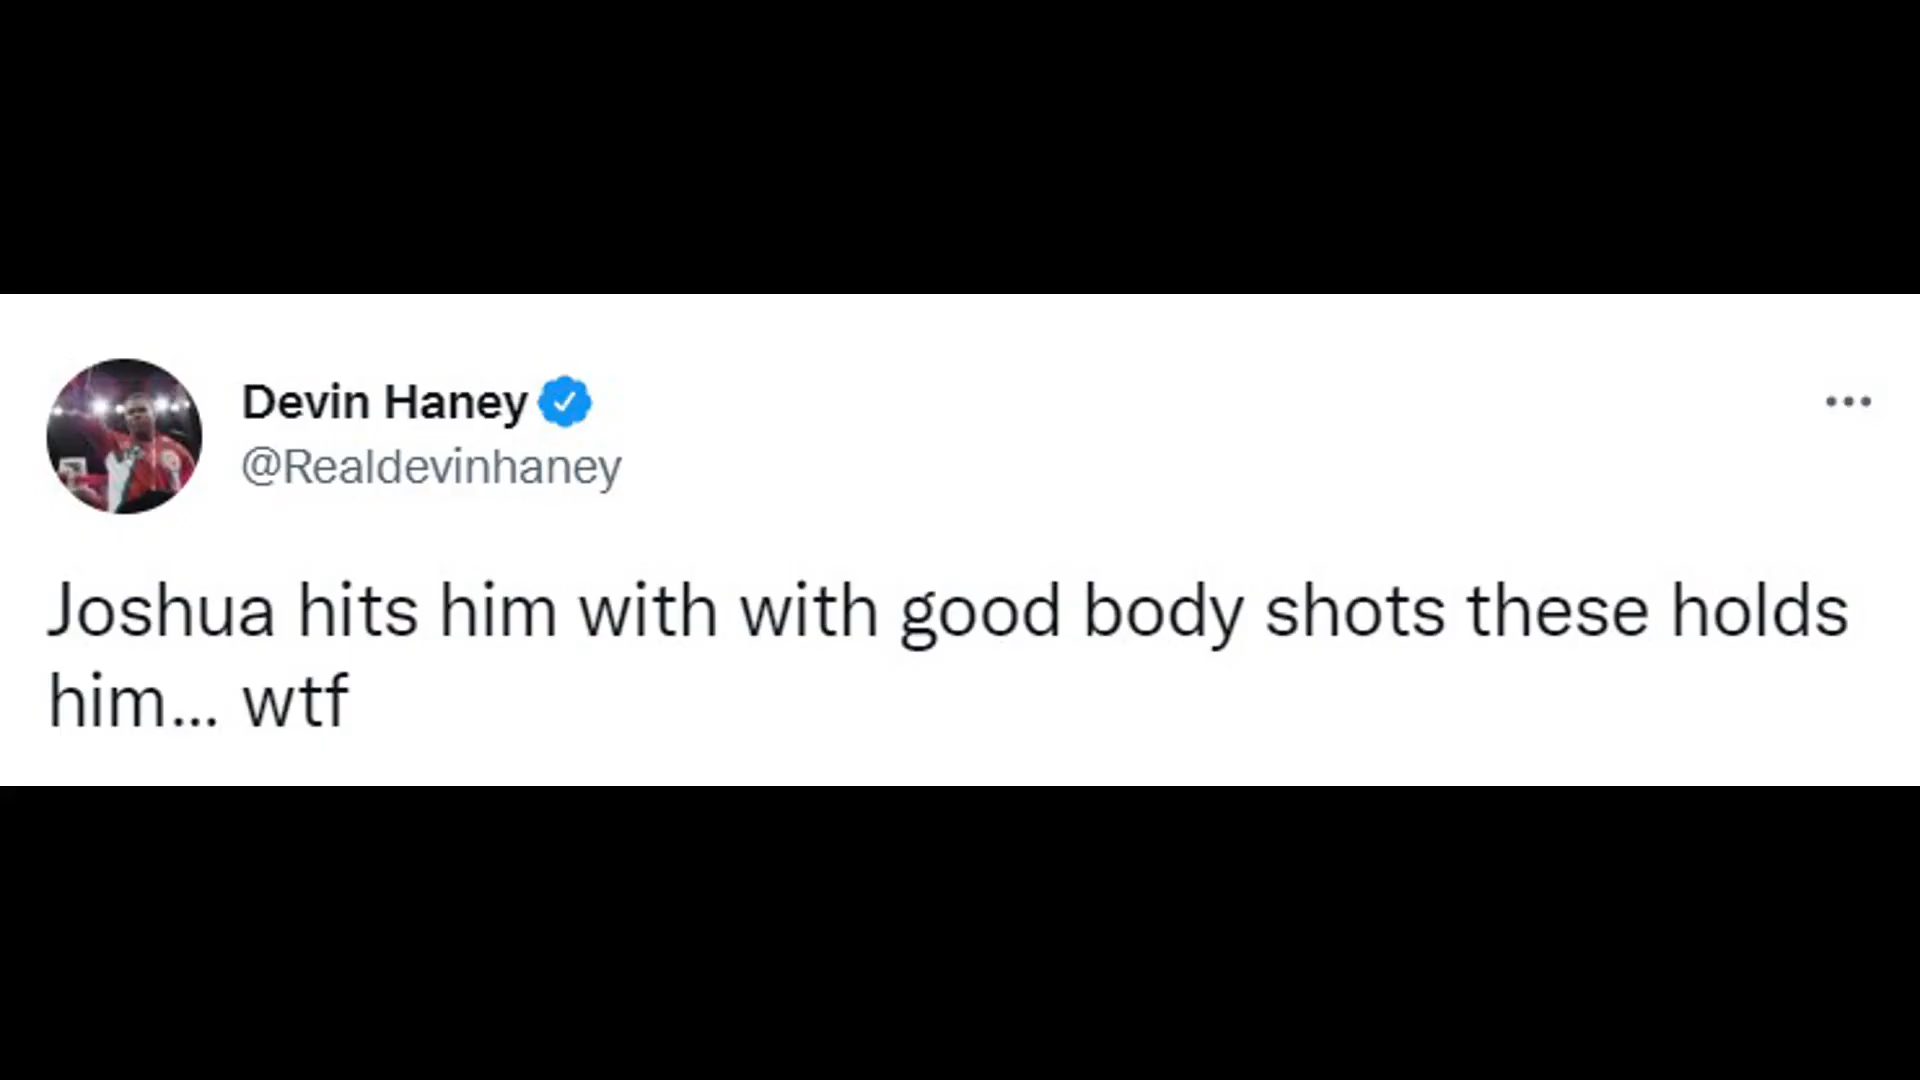 Devin Haney
@Realdevinhaney
Joshua hits him with with good body shots these holds
him... wtf